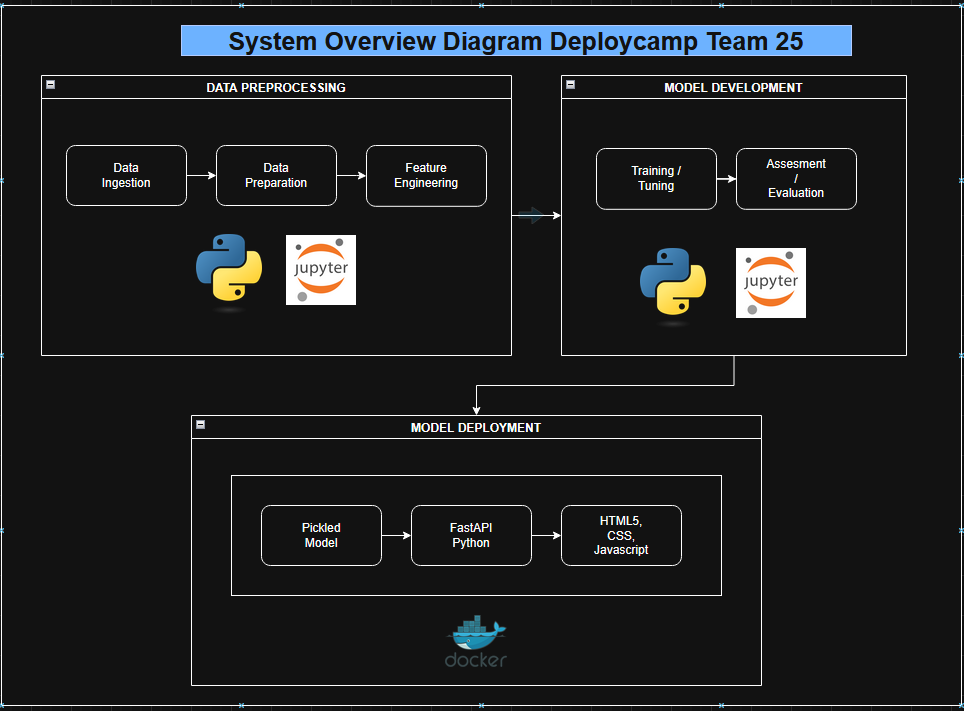 System Overview Diagram Deploycamp Team 25
DATA PREPROCESSING
Data
Ingestion
Data
Preparation
Feature
Engineering
jupyter
MODEL DEVELOPMENT
Training /
Tuning
Assesment
/
Evaluation
jupyter
MODEL DEPLOYMENT
Pickled
Model
FastAPI
Python
HTML5,
CSS,
Javascript
docker